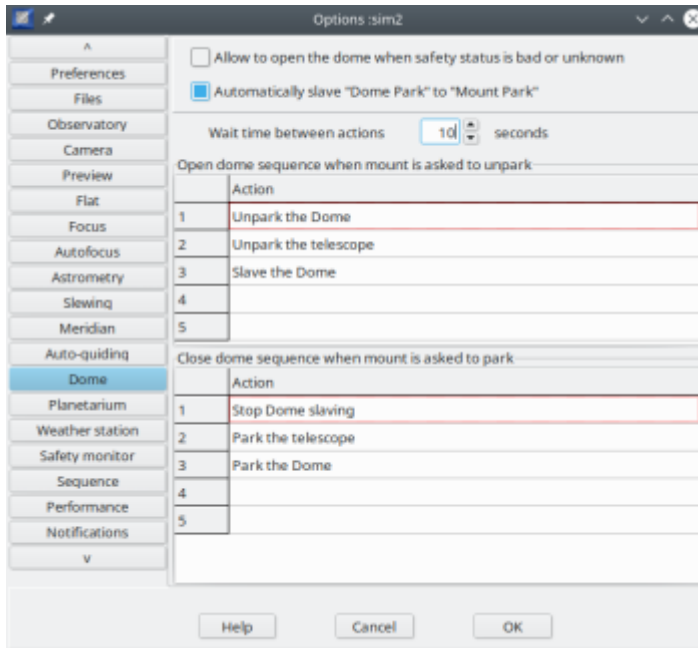 Options :sim2
^
Preferences
Files
Observatory
Camera
Preview
Flat
Focus
Autofocus
Astrometry
Slewing
Meridian
Auto-guiding
Dome
Planetarium
Weather station
Safety monitor
Sequence
Performance
Notifications
v
Allow to open the dome when safety status is bad or unknown
Automatically slave "Dome Park" to "Mount Park"
Wait time between actions 10 seconds
Open dome sequence when mount is asked to unpark
Action
1 Unpark the Dome
2 Unpark the telescope
3 Slave the Dome
4
5
Close dome sequence when mount is asked to park
Action
1 Stop Dome slaving
2 Park the telescope
3 Park the Dome
4
5
Help Cancel OK